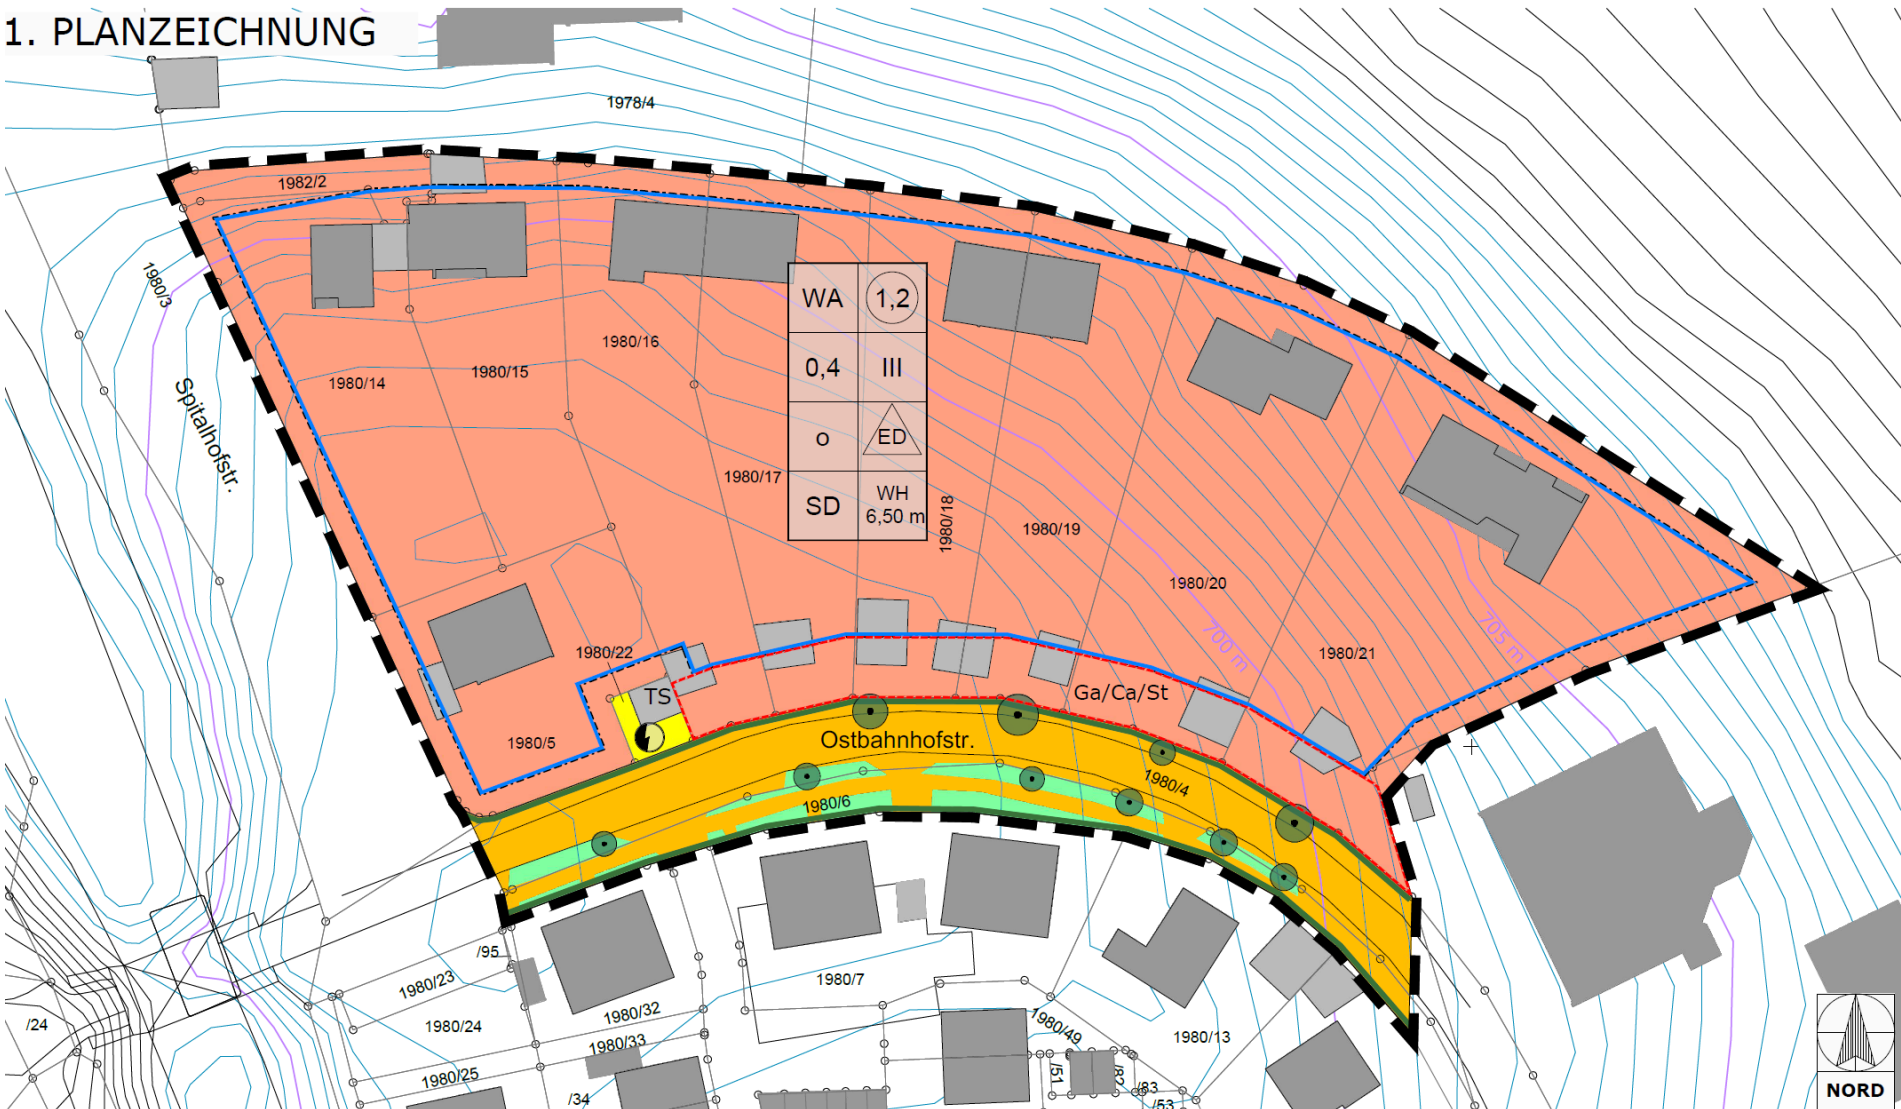 1. PLANZEICHNUNG
1978/4
1982/2
1980/3
Spitalhofstr.
WA 1,2
0,4 III
o ED
SD WH
6,50 m
1980/16
1980/15
1980/14
1980/17
1980/18
1980/19
1980/20
1980/21
1980/22
700 m
705 m
TS
Ga/Ca/St
1980/5
Ostbahnhofstr.
1980/4
1980/6
/95
1980/23
1980/24
1980/25
1980/32
1980/33
/34
/24
1980/7
1980/49
1980/13
/51
/82
/83
/53
NORD